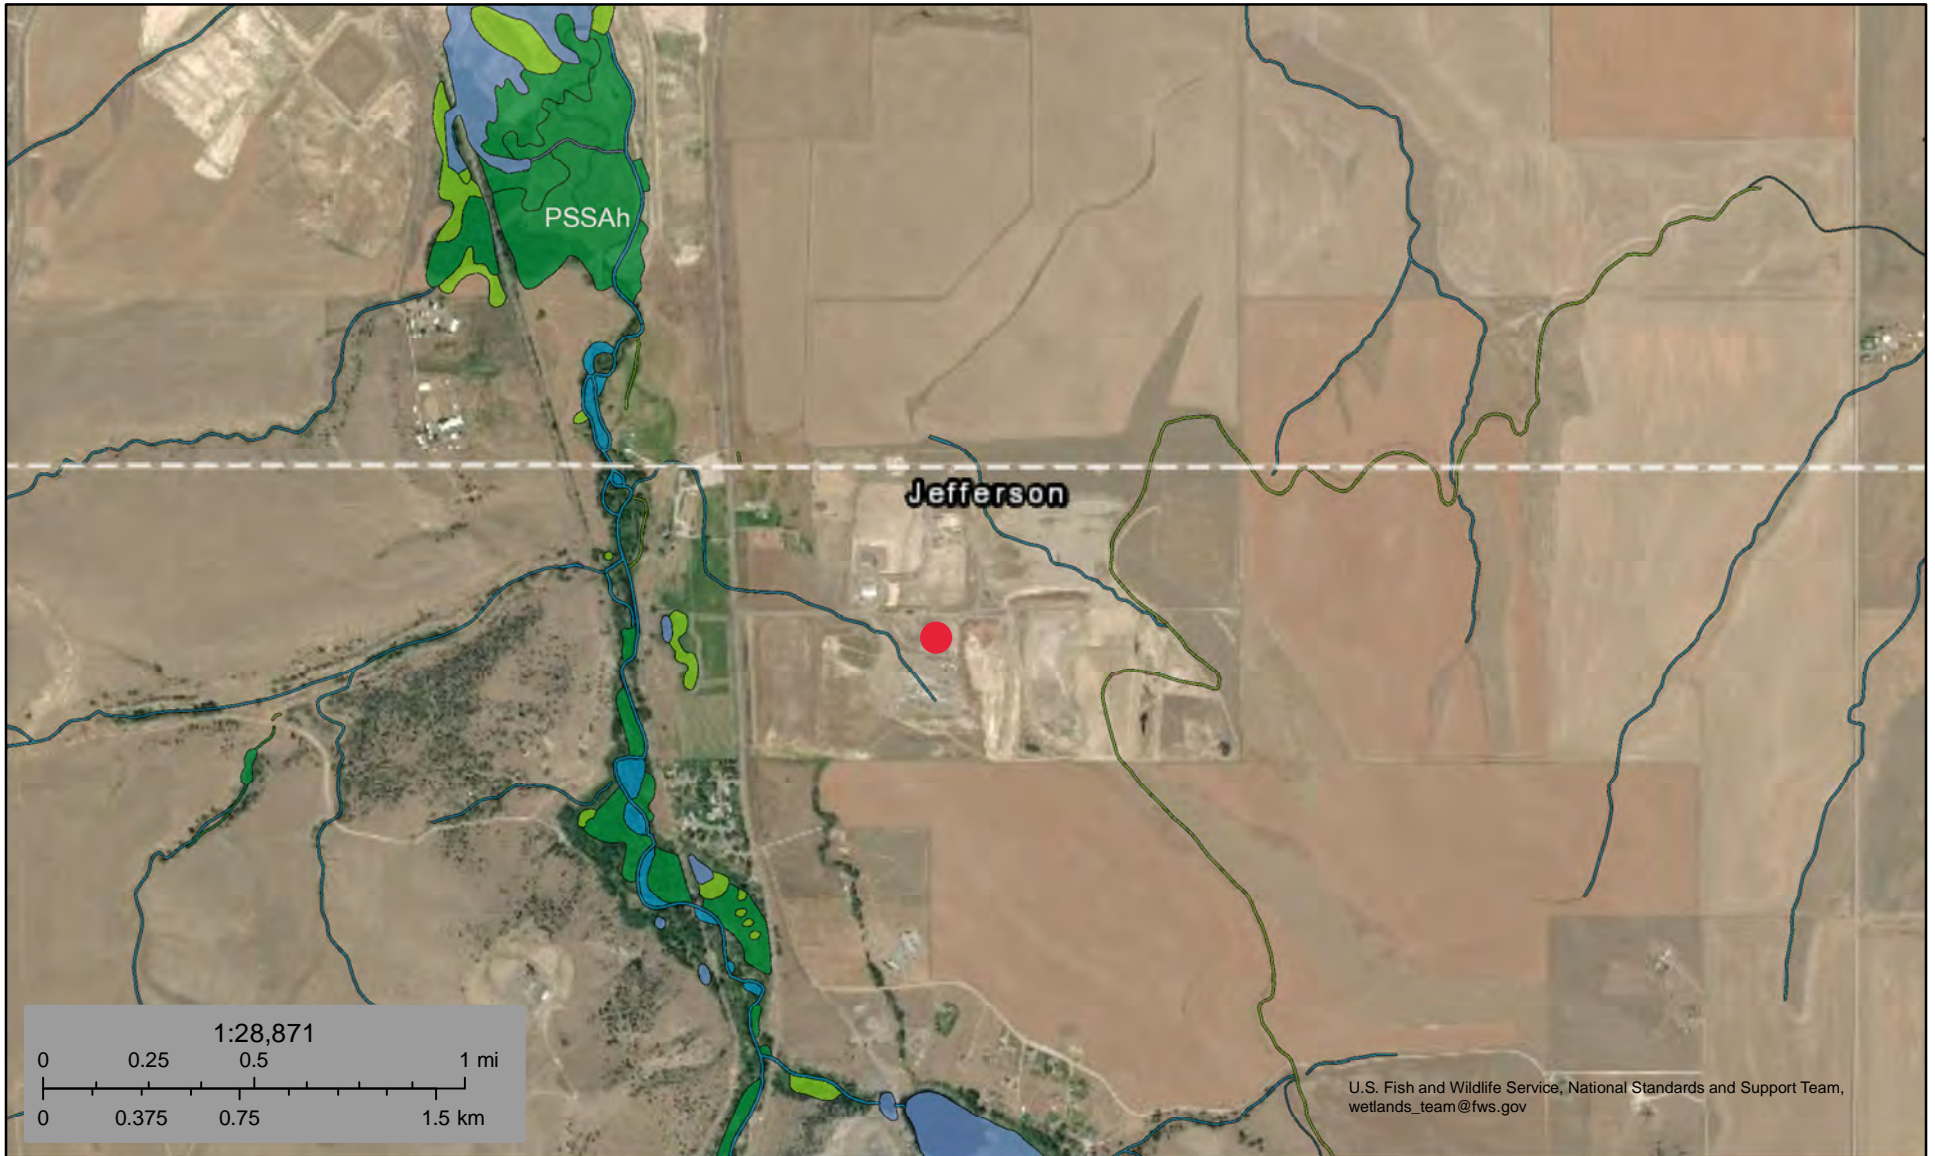 PSSAh
Jefferson
1:28,871
0 0.25 0.5 1 mi
0 0.375 0.75 1.5 km
U.S. Fish and Wildlife Service, National Standards and Support Team,
wetlands_team@fws.gov